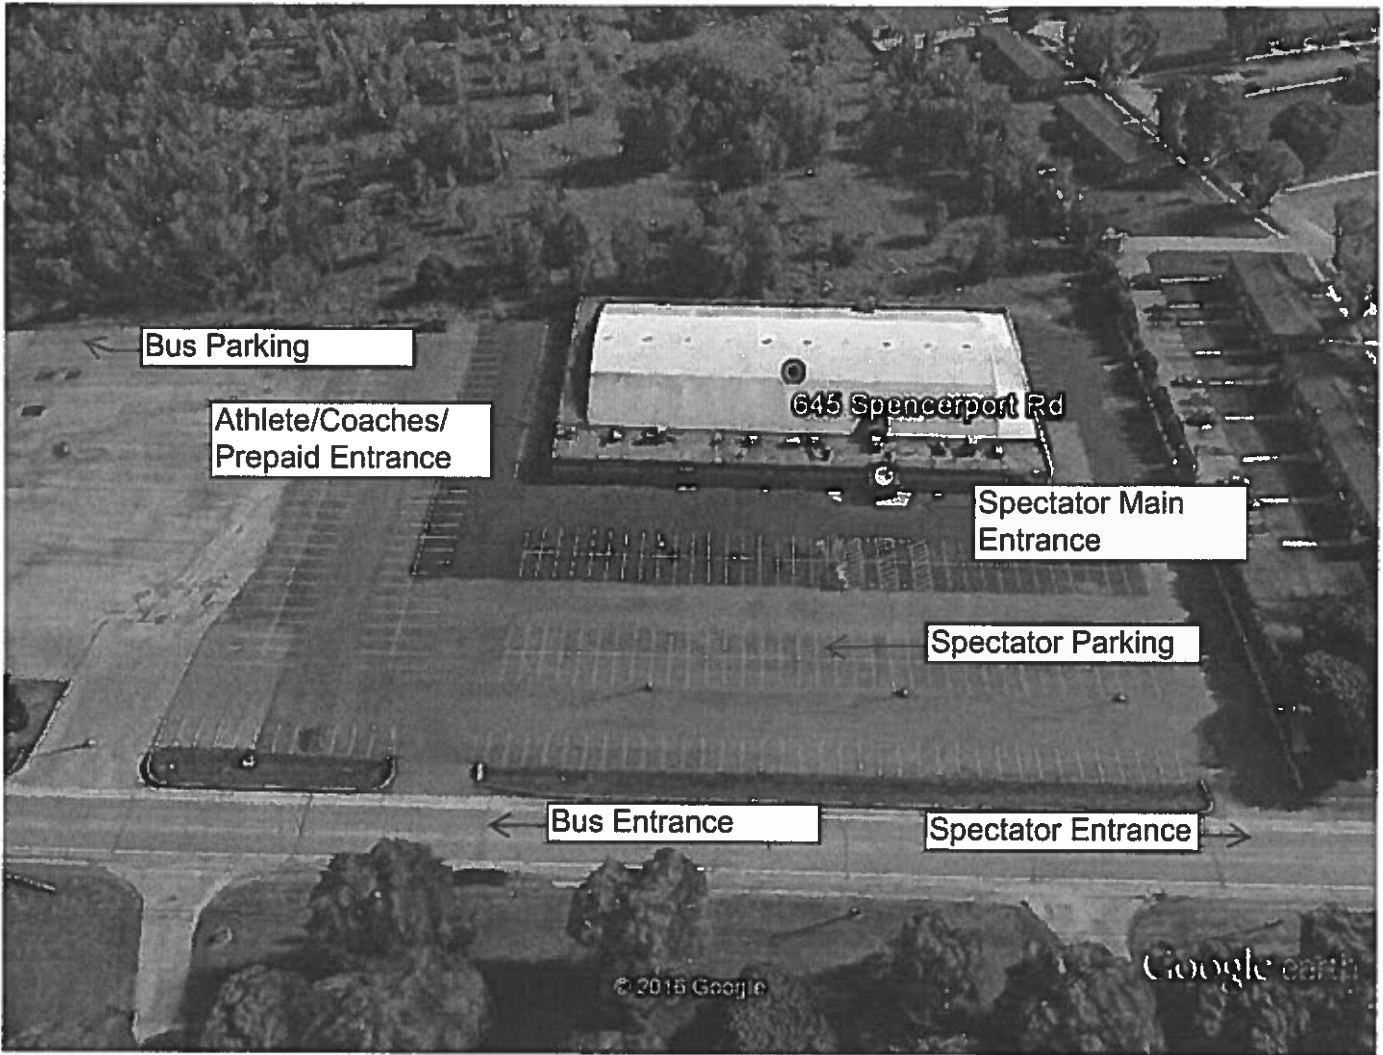 Bus Parking
645 Spencerport Rd
Athlete/Coaches/
Prepaid Entrance
Spectator Main
Entrance
Spectator Parking
Bus Entrance
Spectator Entrance
Google earth
© 2016 Google